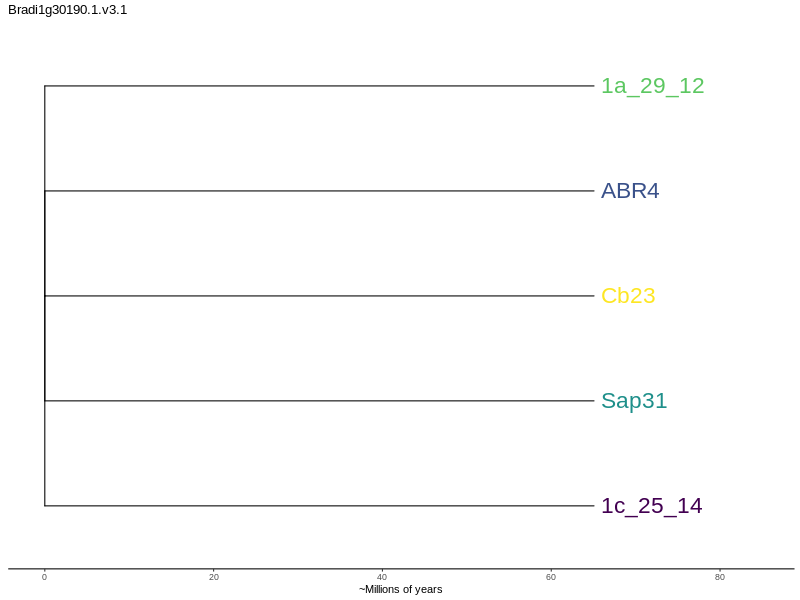 Bradi1g30190.1.v3.1
1a_29_12
ABR4
Cb23
Sap31
1c_25_14
0 20 40 60 80
~Millions of years